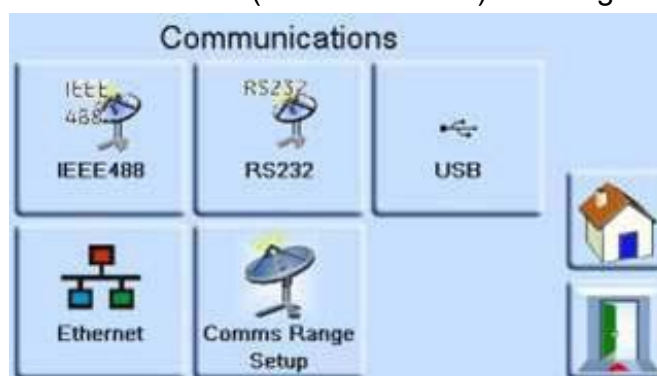 Communications
IEEE
488
IEEE488
RS232
RS232
USB
Ethernet
Comms Range
Setup